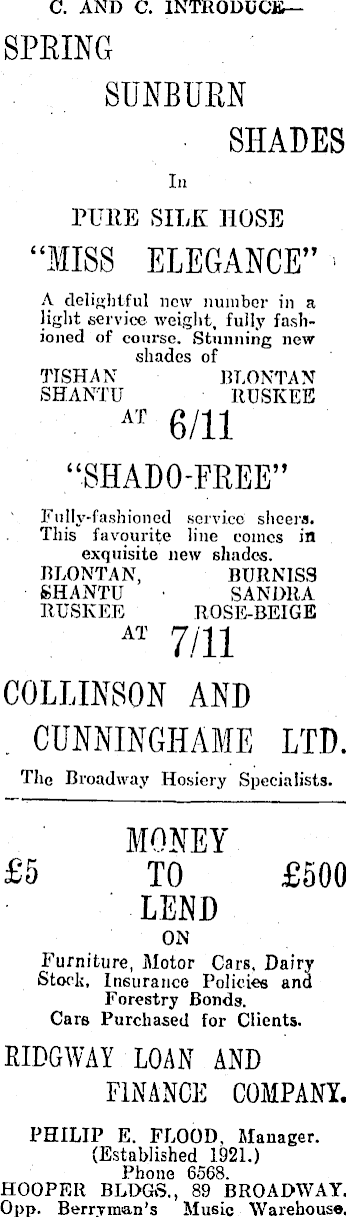 C. AND C. INTRODUCE—
SPRING
SUNBURN
SHADES
In
PURE SILK HOSE
"MISS ELEGANCE"
A delightful new number in a
light service weight, fully fash-
ioned of course. Stunning new
shades of
TISHAN BLONTAN
SHANTU RUSKEE
AT 6/11
"SHADO-FREE"
Fully-fashioned service sheers.
This favourite line comes in
exquisite new shades.
BLONTAN, BURNISS
SHANTU SANDRA
RUSKEE ROSE-BEIGE
AT 7/11
COLLINSON AND
CUNNINGHAME LTD.
The Broadway Hosiery Specialists.
MONEY
£5 TO £500
LEND
ON
Furniture, Motor Cars, Dairy
Stock, Insurance Policies and
Forestry Bonds.
Cars Purchased for Clients.
RIDGWAY LOAN AND
FINANCE COMPANY.
PHILIP E. FLOOD, Manager.
(Established 1921.)
Phone 6568.
HOOPER BLDGS., 89 BROADWAY.
Opp. Berryman's Music Warehouse.